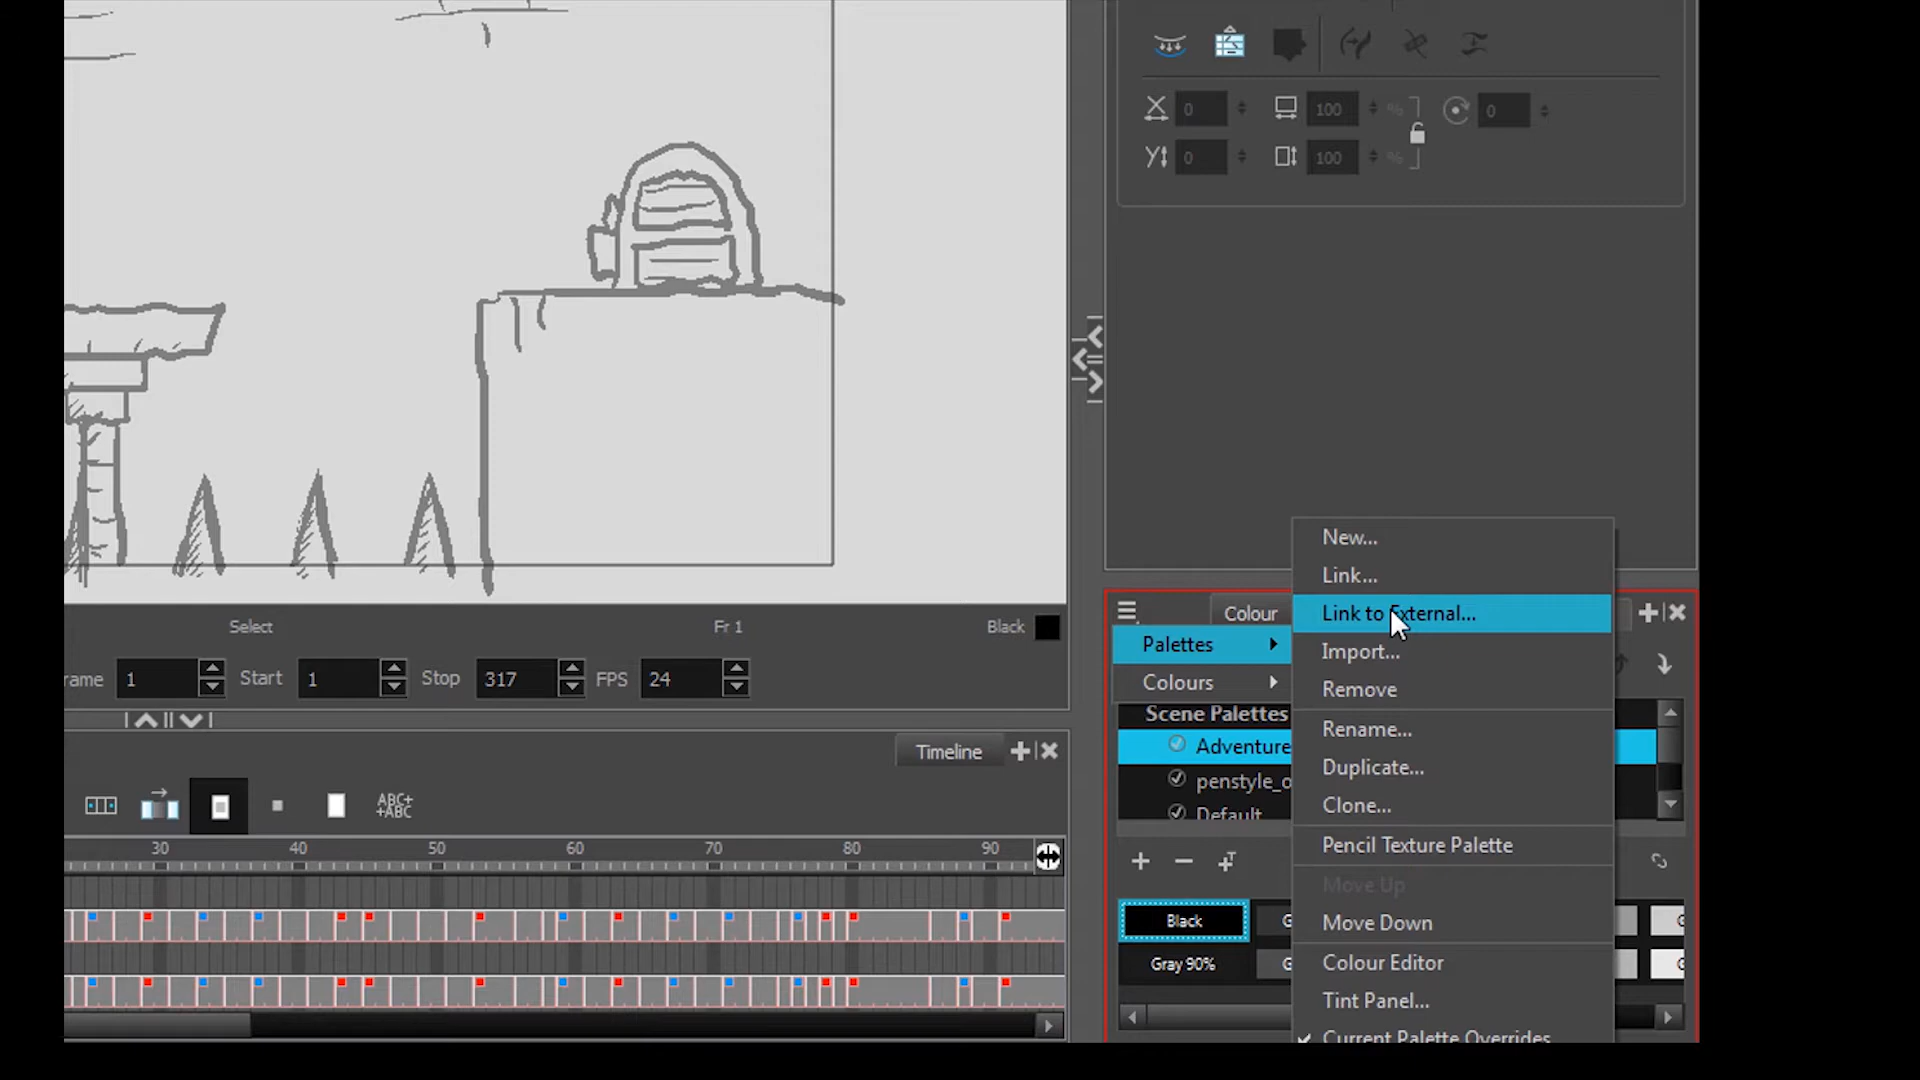 0
100
%
0
0
100
%
New...
Link...
Colour
Link to External...
Select
Fr 1
Black
Palettes
Import...
rame
1
Start
1
Stop
317
FPS
24
Colours
Remove
Scene Palettes
Rename...
Timeline
Adventure
Duplicate...
penstyle_o
ABC+
+ABC
Clone...
Default
30
40
50
60
70
80
90
Pencil Texture Palette
Move Up
Black
G
Move Down
G
Gray 90%
G
Colour Editor
G
Tint Panel...
Current Palette Overrides